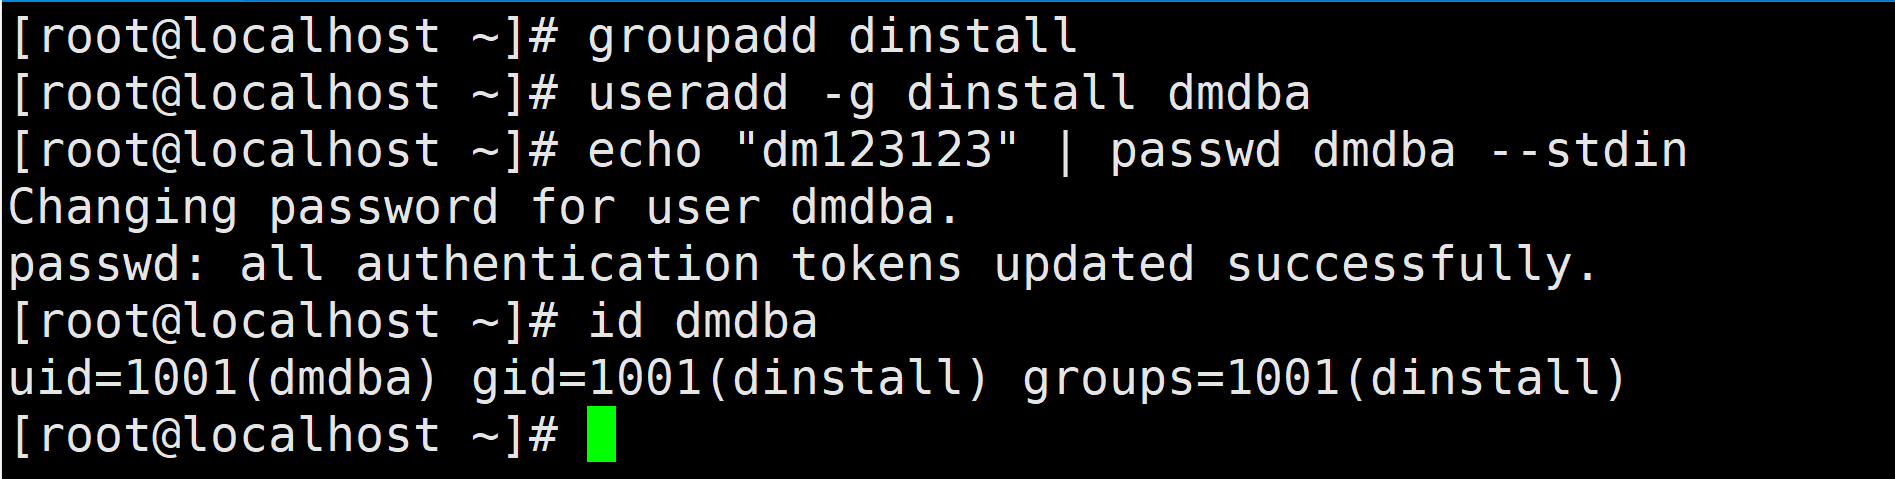 [root@localhost ~]# groupadd dinstall
[root@localhost ~]# useradd -g dinstall dmdba
[root@localhost ~]# echo "dm123123" | passwd dmdba --stdin
Changing password for user dmdba.
passwd: all authentication tokens updated successfully.
[root@localhost ~]# id dmdba
uid=1001(dmdba) gid=1001(dinstall) groups=1001(dinstall)
[root@localhost ~]#